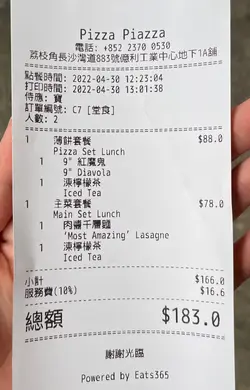 Pizza Piazza
電話: +852 2370 0530
荔枝角長沙灣道883號億利工業中心地下1A舖
點餐時間: 2022-04-30 12:23:04
打印時間: 2022-04-30 13:01:38
侍應: 寶
訂單編號: C7 [堂食]
人數: 2
1 薄餅套餐 $88.0
Pizza Set Lunch
1 9" 紅魔鬼
9" Diavola
1 凍檸檬茶
Iced Tea
1 主菜套餐 $78.0
Main Set Lunch
1 肉醬千層麵
'Most Amazing' Lasagne
1 凍檸檬茶
Iced Tea
小計 $166.0
服務費(10%) $16.6
總額 $183.0
謝謝光臨
Powered by Eats365